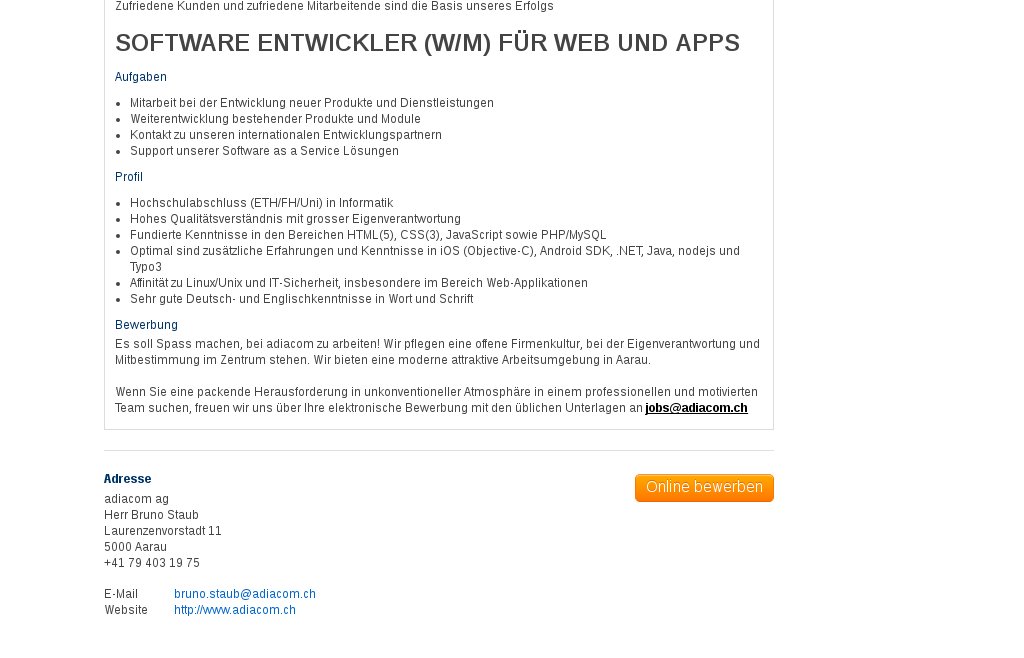 Zufriedene Kunden und zufriedene Mitarbeitende sind die Basis unseres Erfolgs
SOFTWARE ENTWICKLER (W/M) FÜR WEB UND APPS
Aufgaben
• Mitarbeit bei der Entwicklung neuer Produkte und Dienstleistungen
• Weiterentwicklung bestehender Produkte und Module
• Kontakt zu unseren internationalen Entwicklungspartnern
• Support unserer Software as a Service Lösungen
Profil
• Hochschulabschluss (ETH/FH/Uni) in Informatik
• Hohes Qualitätsverständnis mit grosser Eigenverantwortung
• Fundierte Kenntnisse in den Bereichen HTML(5), CSS(3), JavaScript sowie PHP/MySQL
• Optimal sind zusätzliche Erfahrungen und Kenntnisse in iOS (Objective-C), Android SDK, .NET, Java, nodejs und
Typo3
• Affinität zu Linux/Unix und IT-Sicherheit, insbesondere im Bereich Web-Applikationen
• Sehr gute Deutsch- und Englischkenntnisse in Wort und Schrift
Bewerbung
Es soll Spass machen, bei adiacom zu arbeiten! Wir pflegen eine offene Firmenkultur, bei der Eigenverantwortung und
Mitbestimmung im Zentrum stehen. Wir bieten eine moderne attraktive Arbeitsumgebung in Aarau.
Wenn Sie eine packende Herausforderung in unkonventioneller Atmosphäre in einem professionellen und motivierten
Team suchen, freuen wir uns über Ihre elektronische Bewerbung mit den üblichen Unterlagen an jobs@adiacom.ch
Adresse
Online bewerben
adiacom ag
Herr Bruno Staub
Laurenzenvorstadt 11
5000 Aarau
+41 79 403 19 75
E-Mail bruno.staub@adiacom.ch
Website http://www.adiacom.ch